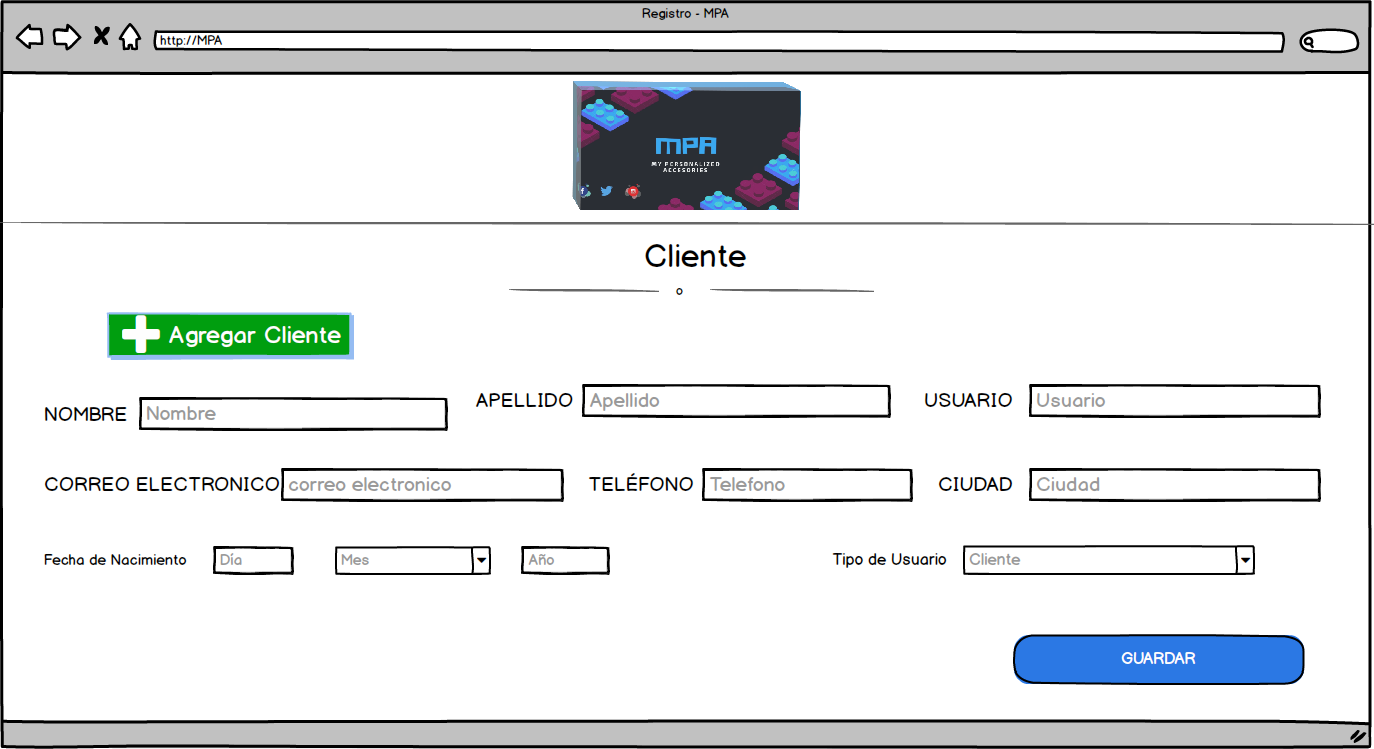 Registro - MPA
http://MPA
MPA
MY PERSONALIZED
ACCESORIES
Cliente
Agregar Cliente
NOMBRE Nombre APELLIDO Apellido USUARIO Usuario
CORREO ELECTRONICO correo electronico TELÉFONO Telefono CIUDAD Ciudad
Fecha de Nacimiento Día Mes Año Tipo de Usuario Cliente
GUARDAR